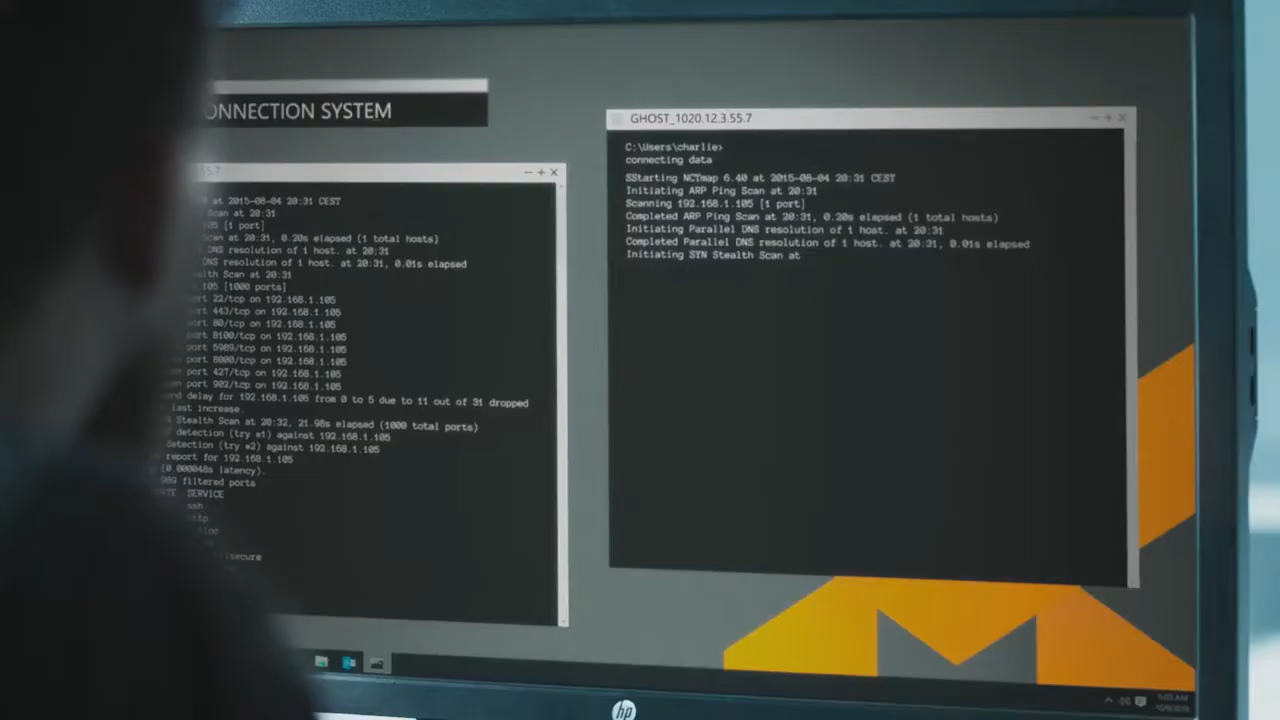 ONNECTION SYSTEM
at 2015-08-04 20:31 CEST
Scan at 20:31
105 [1 port]
Scan at 20:31, 0.20s elapsed (1 total hosts)
DNS resolution of 1 host. at 20:31
DNS resolution of 1 host. at 20:31, 0.01s elapsed
alth Scan at 20:31
.105 [1000 ports]
port 22/tcp on 192.168.1.105
port 443/tcp on 192.168.1.105
port 80/tcp on 192.168.1.105
port 8100/tcp on 192.168.1.105
port 5989/tcp on 192.168.1.105
port 8000/tcp on 192.168.1.105
port 427/tcp on 192.168.1.105
port 902/tcp on 192.168.1.105
nd delay for 192.168.1.105 from 0 to 5 due to 11 out of 31 dropped
last increase.
Stealth Scan at 20:32, 21.98s elapsed (1000 total ports)
detection (try #1) against 192.168.1.105
detection (try #2) against 192.168.1.105
report for 192.168.1.105
(0.000048s latency).
989 filtered ports
TE SERVICE
ssh
http
secure
GHOST_1020.12.3.55.7
C:\Users\charlie>
connecting data
SStarting NCTmap 6.40 at 2015-08-04 20:31 CEST
Initiating ARP Ping Scan at 20:31
Scanning 192.168.1.105 [1 port]
Completed ARP Ping Scan at 20:31, 0.20s elapsed (1 total hosts)
Initiating Parallel DNS resolution of 1 host. at 20:31
Completed Parallel DNS resolution of 1 host. at 20:31, 0.01s elapsed
Initiating SYN Stealth Scan at
hp